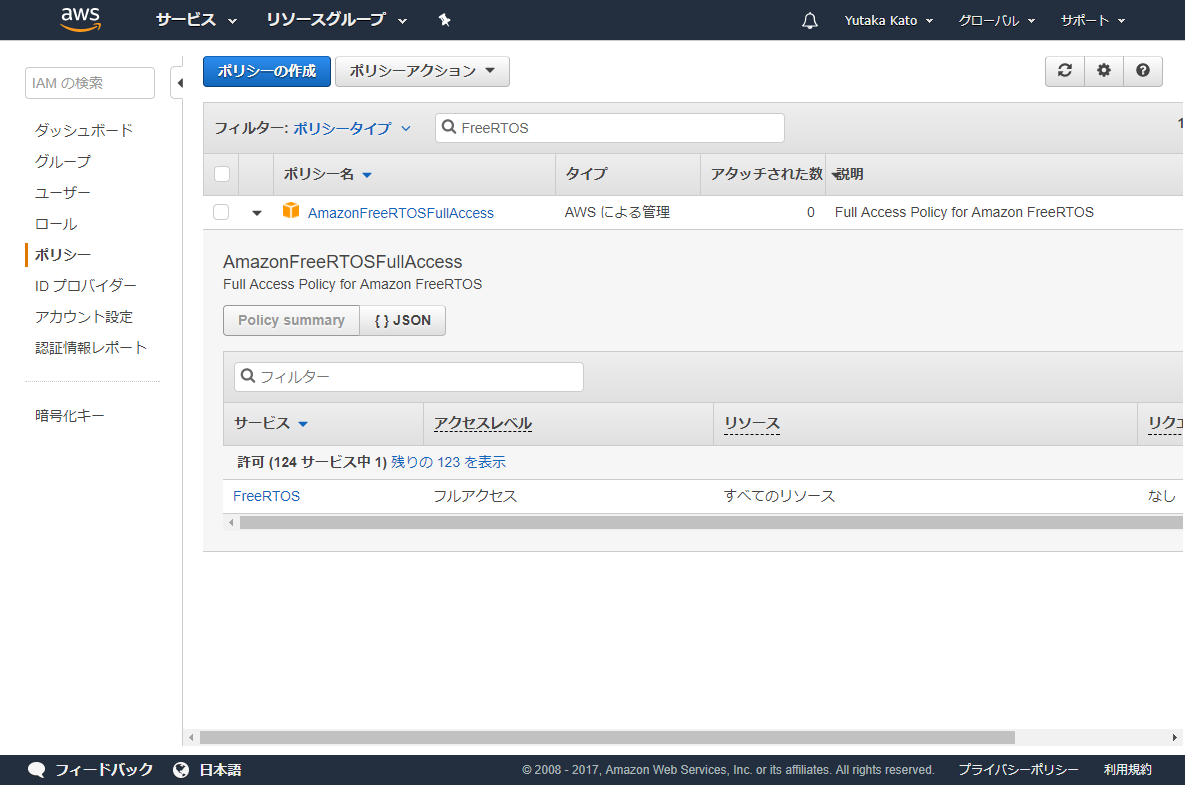 aws サービス リソースグループ Yutaka Kato グローバル サポート
IAM の検索
ダッシュボード
グループ
ユーザー
ロール
ポリシー
ID プロバイダー
アカウント設定
認証情報レポート
暗号化キー
ポリシーの作成 ポリシーアクション
フィルター: ポリシータイプ FreeRTOS 1
ポリシー名 タイプ アタッチされた数 説明
AmazonFreeRTOSFullAccess AWS による管理 0 Full Access Policy for Amazon FreeRTOS
AmazonFreeRTOSFullAccess
Full Access Policy for Amazon FreeRTOS
Policy summary { } JSON
フィルター
サービス アクセスレベル リソース リクエ
許可 (124 サービス中 1) 残りの 123 を表示
FreeRTOS フルアクセス すべてのリソース なし
フィードバック 日本語 © 2008 - 2017, Amazon Web Services, Inc. or its affiliates. All rights reserved. プライバシーポリシー 利用規約